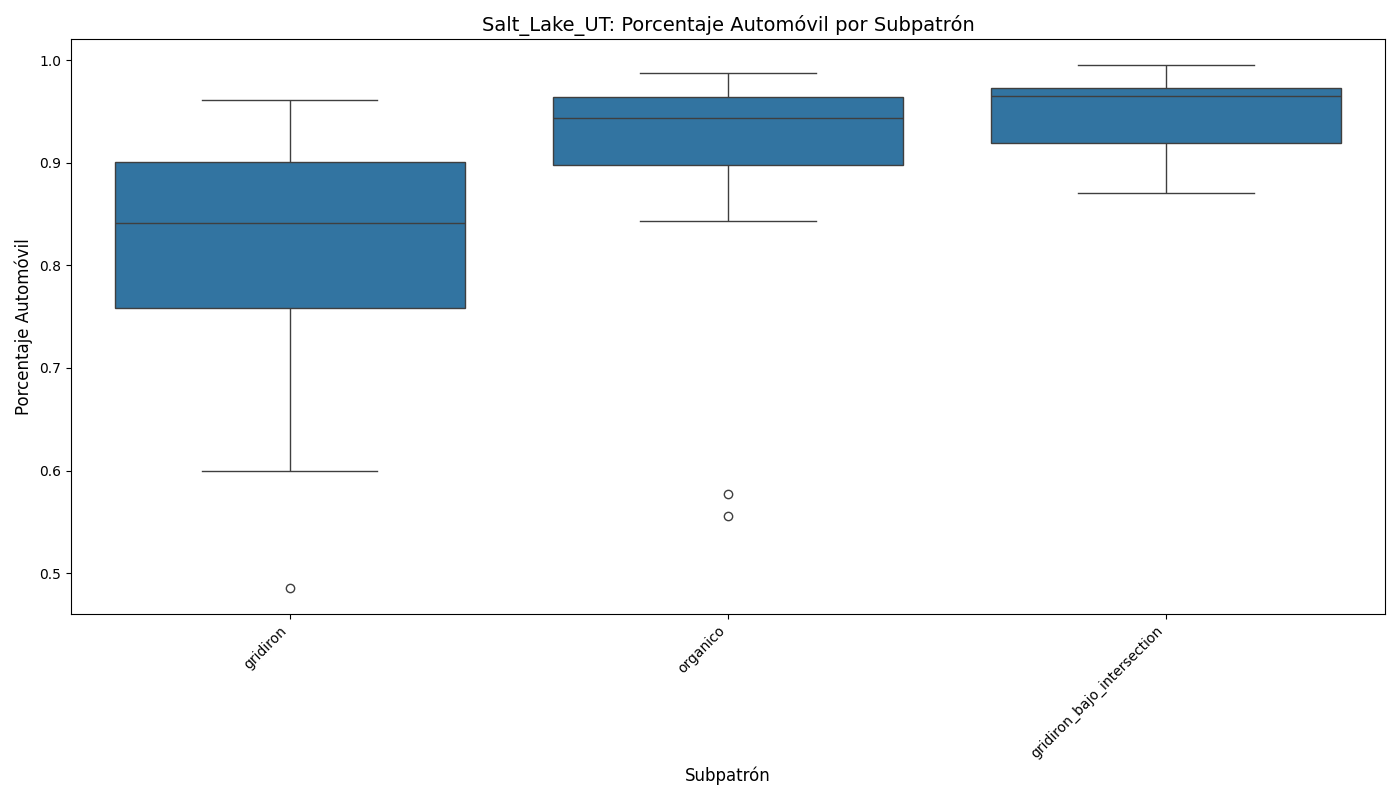 Salt_Lake_UT: Porcentaje Automóvil por Subpatrón
Porcentaje Automóvil
1.0
0.9
0.8
0.7
0.6
0.5
gridiron
organico
gridiron_bajo_intersection
Subpatrón